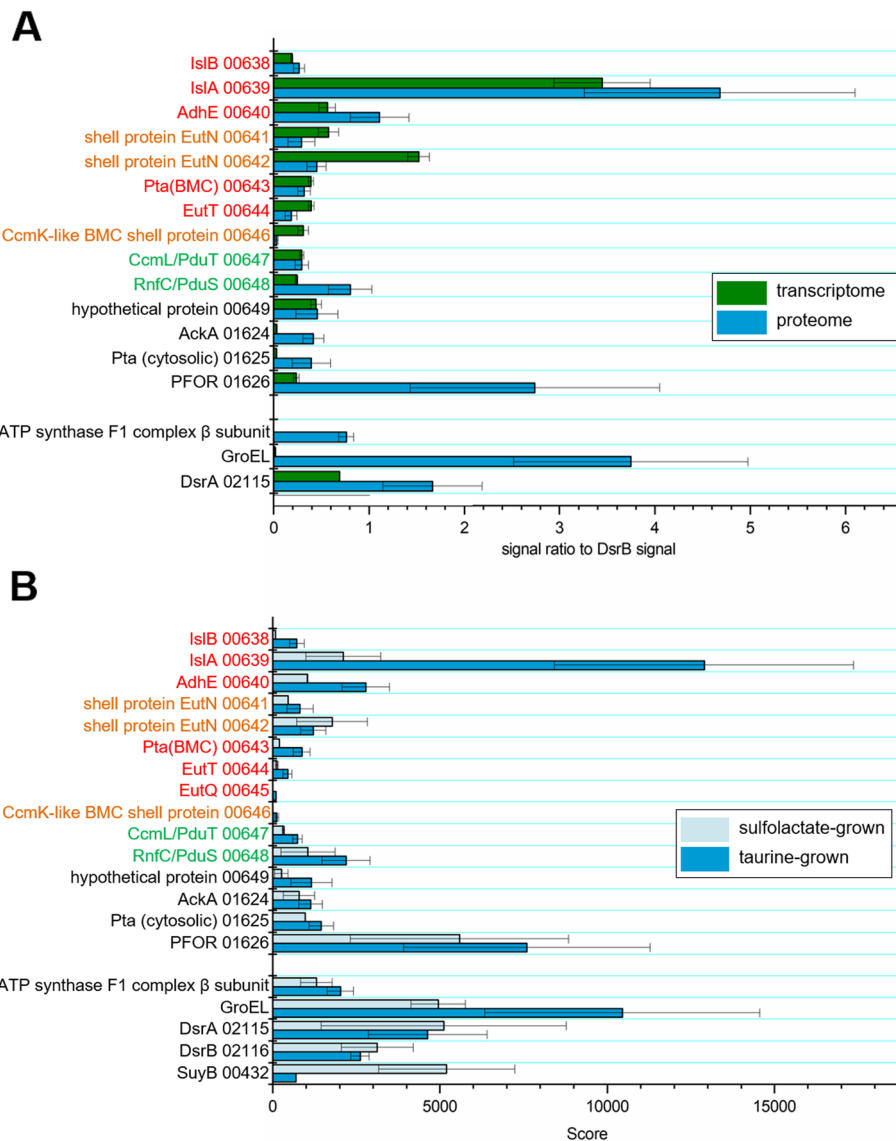 A
IslB 00638
IslA 00639
AdhE 00640
shell protein EutN 00641
shell protein EutN 00642
Pta(BMC) 00643
EutT 00644
CcmK-like BMC shell protein 00646
CcmL/PduT 00647
RnfC/PduS 00648
hypothetical protein 00649
AckA 01624
Pta (cytosolic) 01625
PFOR 01626
ATP synthase F1 complex β subunit
GroEL
DsrA 02115
transcriptome
proteome
0 1 2 3 4 5 6
signal ratio to DsrB signal
B
IslB 00638
IslA 00639
AdhE 00640
shell protein EutN 00641
shell protein EutN 00642
Pta(BMC) 00643
EutT 00644
EutQ 00645
CcmK-like BMC shell protein 00646
CcmL/PduT 00647
RnfC/PduS 00648
hypothetical protein 00649
AckA 01624
Pta (cytosolic) 01625
PFOR 01626
ATP synthase F1 complex β subunit
GroEL
DsrA 02115
DsrB 02116
SuyB 00432
sulfolactate-grown
taurine-grown
0 5000 10000 15000
Score